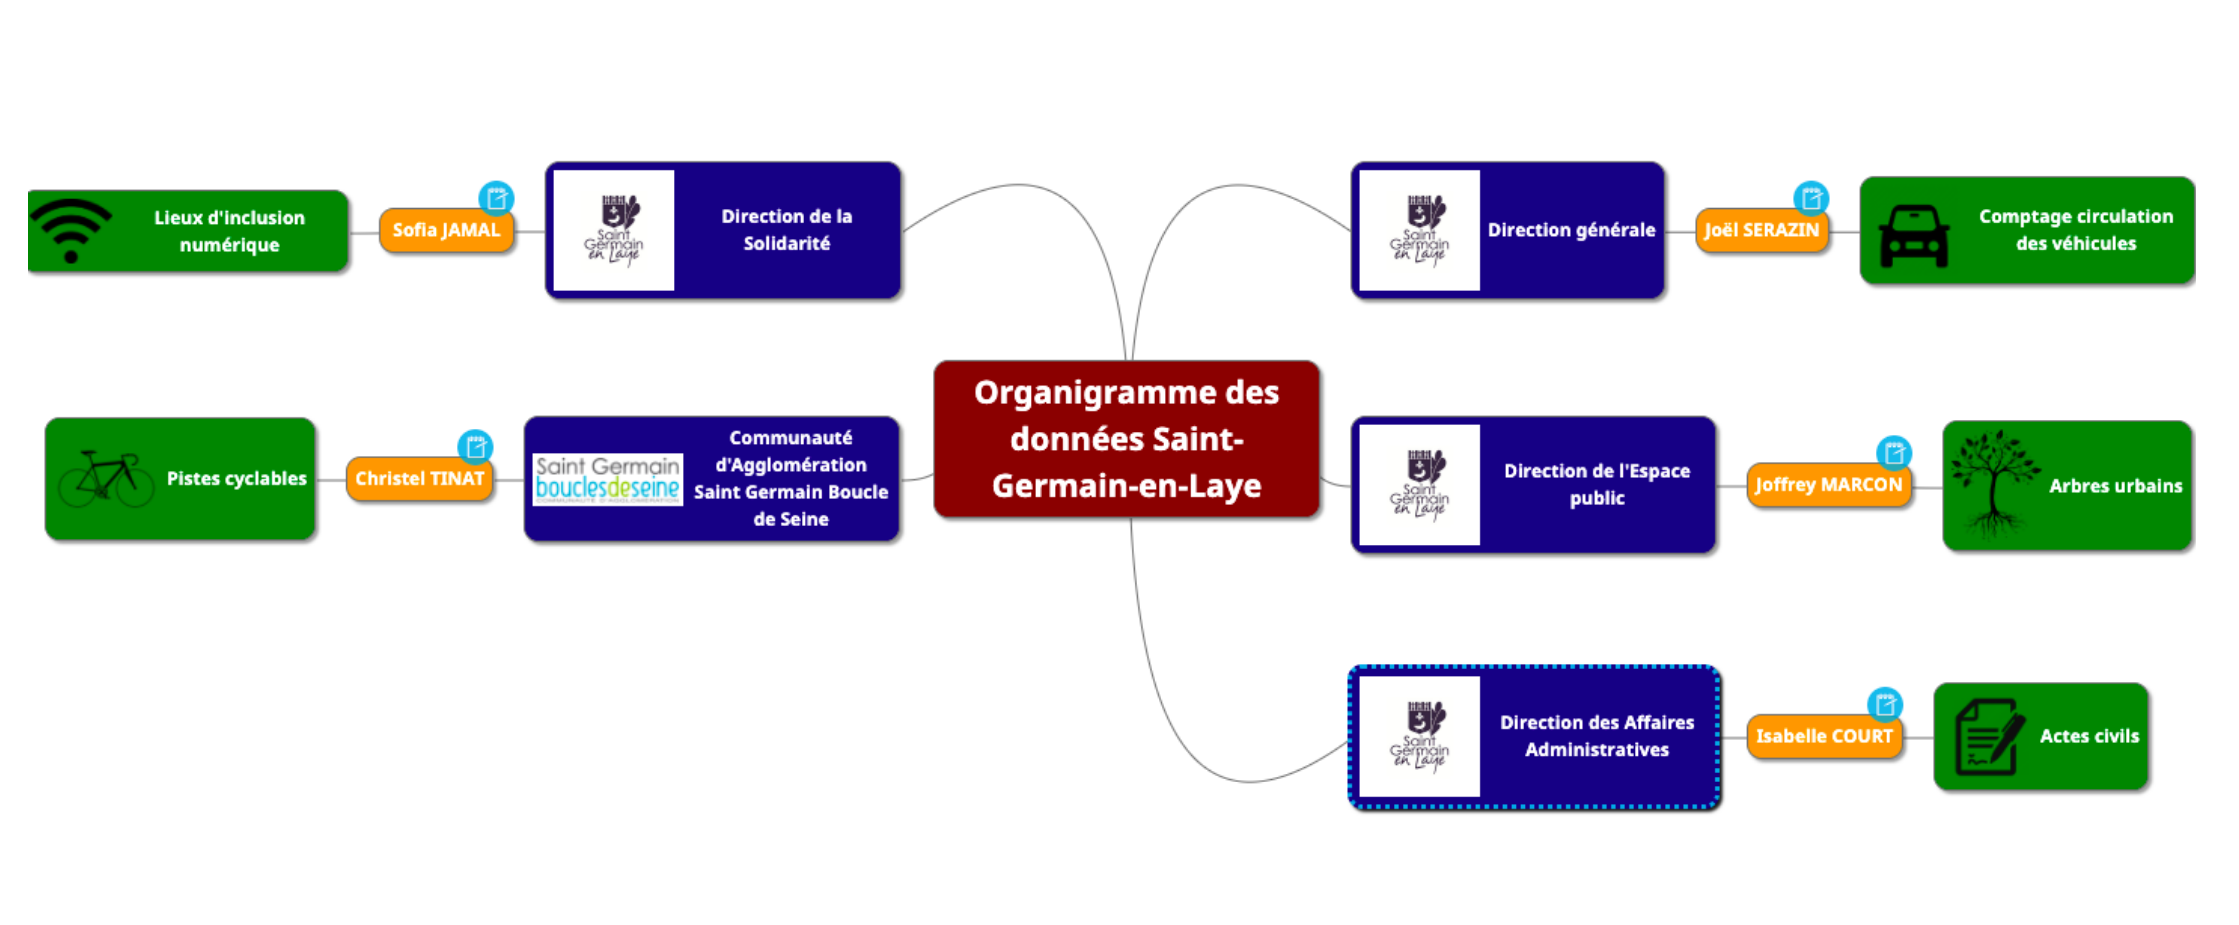 Lieux d'inclusion
numérique
Sofia JAMAL
Saint
Germain
en Laye
Direction de la
Solidarité
Saint
Germain
en Laye
Direction générale
Joël SERAZIN
Comptage circulation
des véhicules
Organigramme des
données Saint-
Germain-en-Laye
Pistes cyclables
Christel TINAT
Saint Germain
bouclesdeseine
COMMUNAUTÉ D'AGGLOMÉRATION
Communauté
d'Agglomération
Saint Germain Boucle
de Seine
Saint
Germain
en Laye
Direction de l'Espace
public
Joffrey MARCON
Arbres urbains
Saint
Germain
en Laye
Direction des Affaires
Administratives
Isabelle COURT
Actes civils